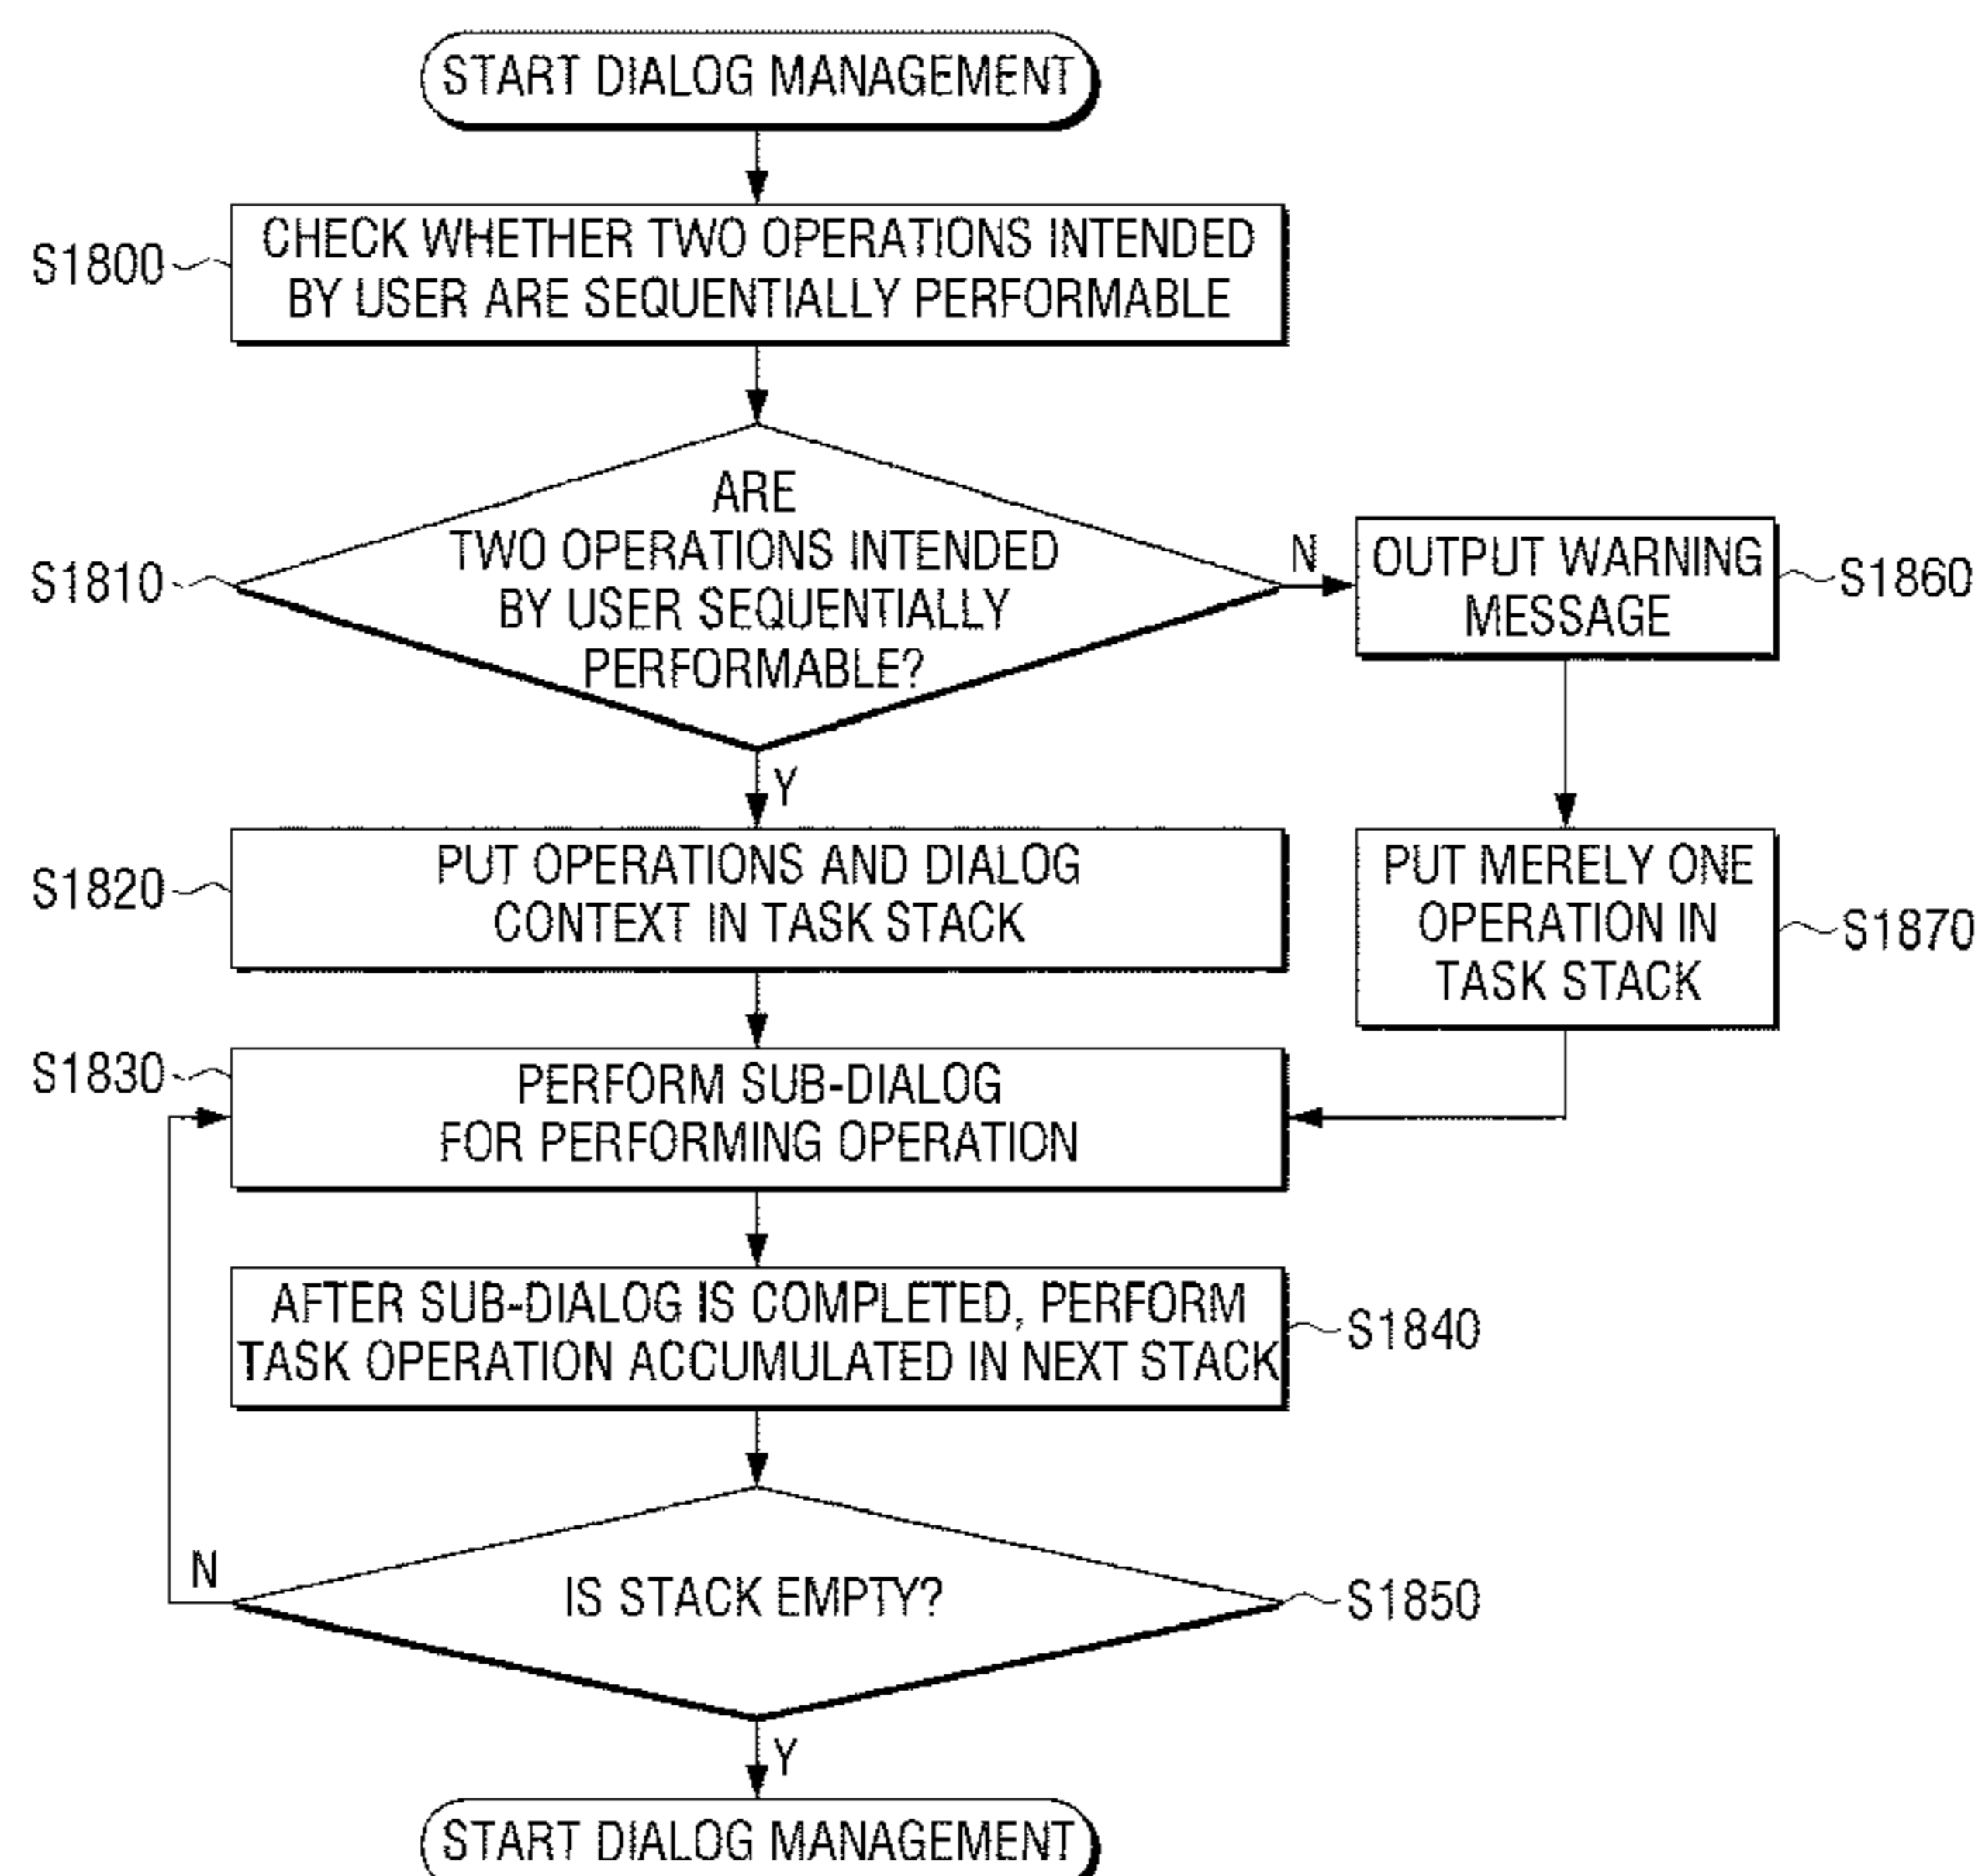 START DIALOG MANAGEMENT
S1800
CHECK WHETHER TWO OPERATIONS INTENDED
BY USER ARE SEQUENTIALLY PERFORMABLE
S1810
ARE
TWO OPERATIONS INTENDED
BY USER SEQUENTIALLY
PERFORMABLE?
N
OUTPUT WARNING
MESSAGE
S1860
Y
S1820
PUT OPERATIONS AND DIALOG
CONTEXT IN TASK STACK
PUT MERELY ONE
OPERATION IN
TASK STACK
S1870
S1830
PERFORM SUB-DIALOG
FOR PERFORMING OPERATION
AFTER SUB-DIALOG IS COMPLETED, PERFORM
TASK OPERATION ACCUMULATED IN NEXT STACK
S1840
N
IS STACK EMPTY?
S1850
Y
START DIALOG MANAGEMENT